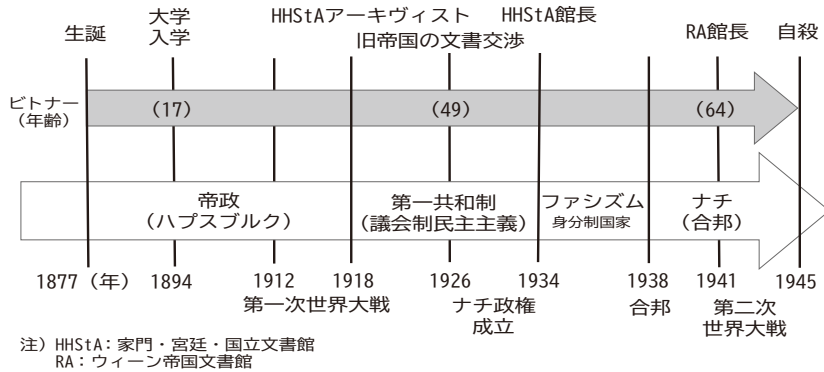 HHStAアーキヴィスト HHStA館長
生誕 大学入学 旧帝国の文書交渉 RA館長 自殺
ビトナー(年齢) (17) (49) (64)
帝政 第一共和制 ファシズム ナチ
(ハプスブルク) (議会制民主主義) 身分制国家 (合邦)
1877(年) 1894 1912 1918 1926 1934 1938 1941 1945
第一次世界大戦 ナチ政権 合邦 第二次
成立 世界大戦
注)HHStA:家門・宮廷・国立文書館
RA:ウィーン帝国文書館